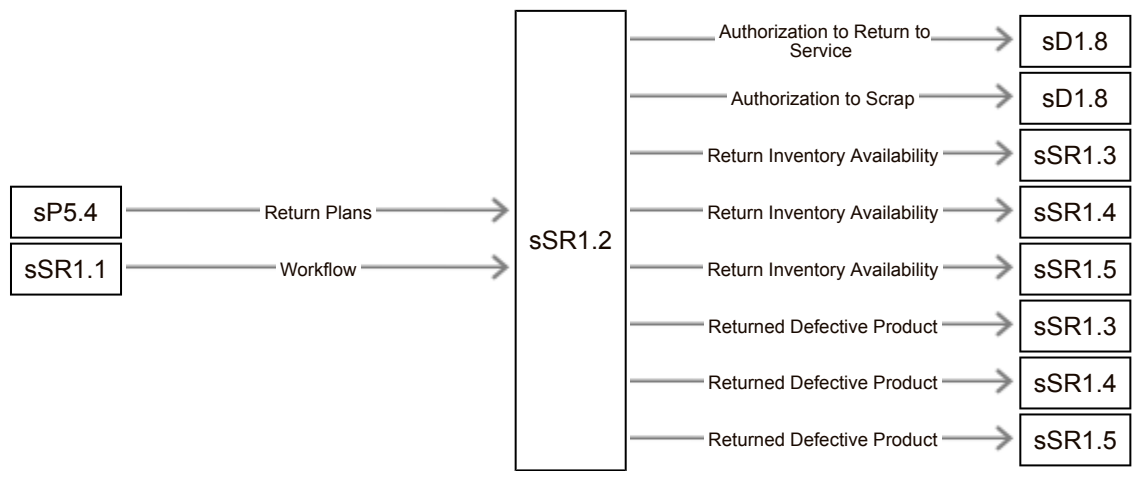 sP5.4
Return Plans
sSR1.1
Workflow
sSR1.2
Authorization to Return to
Service
sD1.8
Authorization to Scrap
sD1.8
Return Inventory Availability
sSR1.3
Return Inventory Availability
sSR1.4
Return Inventory Availability
sSR1.5
Returned Defective Product
sSR1.3
Returned Defective Product
sSR1.4
Returned Defective Product
sSR1.5